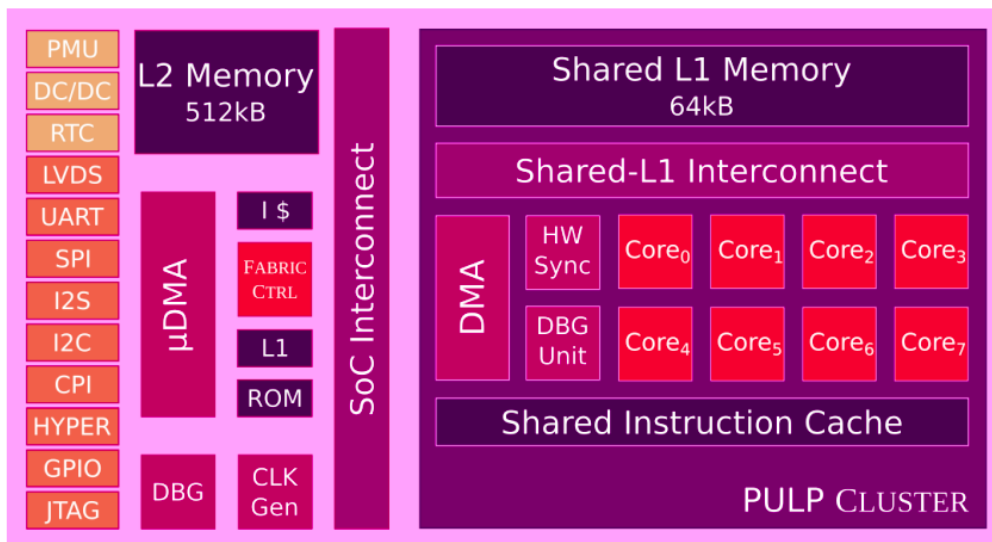 PMU
DC/DC
RTC
LVDS
UART
SPI
I2S
I2C
CPI
HYPER
GPIO
JTAG
L2 Memory
512kB
µDMA
I $
FABRIC
CTRL
L1
ROM
DBG
CLK
Gen
SoC Interconnect
Shared L1 Memory
64kB
Shared-L1 Interconnect
DMA
HW
Sync
Core₀
Core₁
Core₂
Core₃
DBG
Unit
Core₄
Core₅
Core₆
Core₇
Shared Instruction Cache
PULP CLUSTER